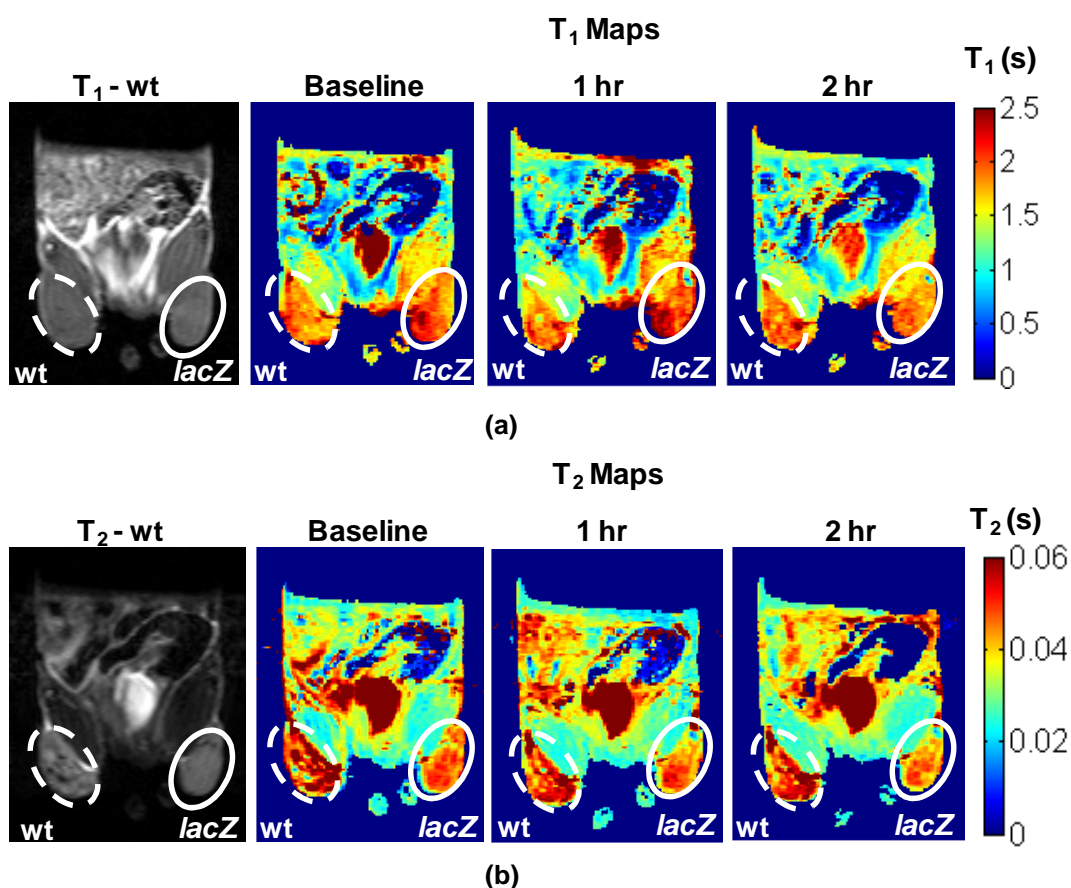 T1 Maps
T1 - wt Baseline 1 hr 2 hr T1 (s)
2.5
2
1.5
1
0.5
0
wt lacZ wt lacZ wt lacZ wt lacZ
(a)
T2 Maps
T2 - wt Baseline 1 hr 2 hr T2 (s)
0.06
0.04
0.02
0
wt lacZ wt lacZ wt lacZ wt lacZ
(b)